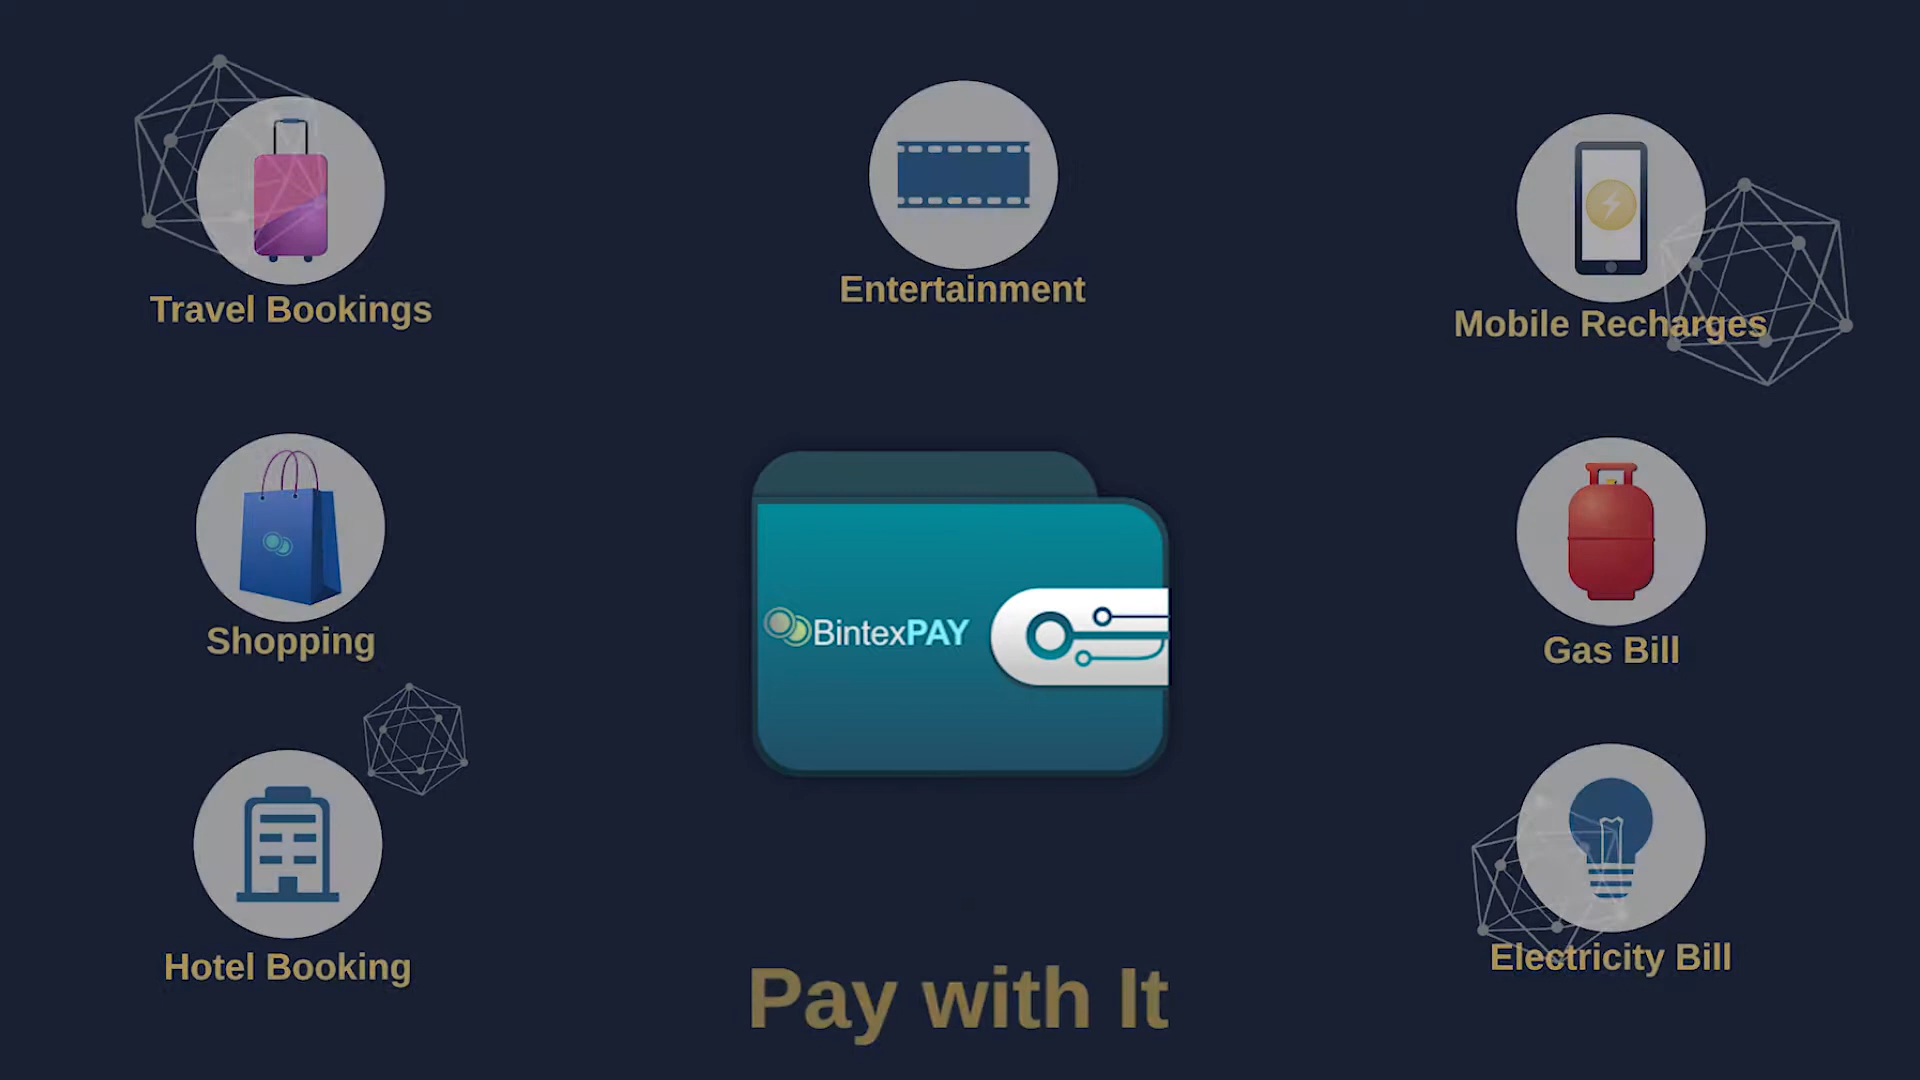 Travel Bookings
Entertainment
Mobile Recharges
Shopping
BintexPAY
Gas Bill
Hotel Booking
Electricity Bill
Pay with It